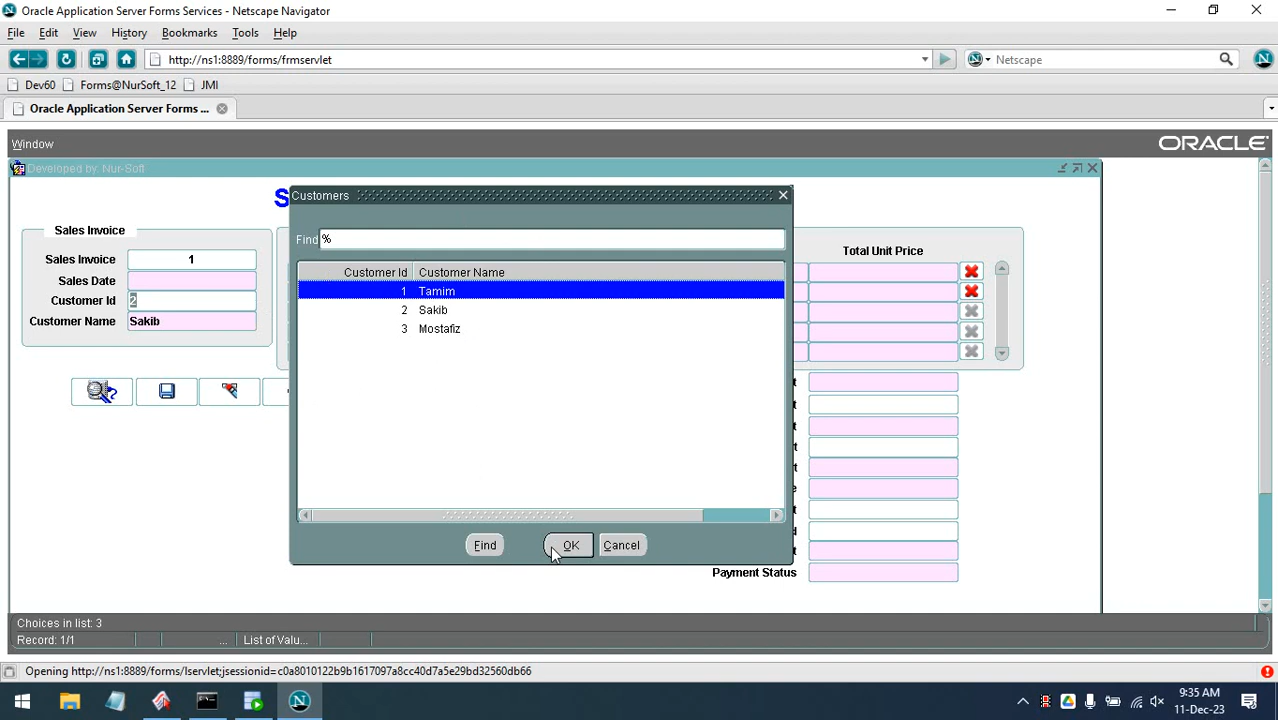 Oracle Application Server Forms Services - Netscape Navigator
File Edit View History Bookmarks Tools Help
http://ns1:8889/forms/frmservlet
Netscape
Dev60 Forms@NurSoft_12 JMI
Oracle Application Server Forms ...
Window
ORACLE
Developed by: Nur-Soft
S
Customers
Find %
Customer Id Customer Name
1 Tamim
2 Sakib
3 Mostafiz
Find OK Cancel
Sales Invoice
Sales Invoice 1
Sales Date
Customer Id 2
Customer Name Sakib
Total Unit Price
t
t
t
t
t
e
t
d
t
Payment Status
Choices in list: 3
Record: 1/1 ... List of Valu...
Opening http://ns1:8889/forms/lservlet;jsessionid=c0a8010122b9b1617097a8cc40d7a5e29bd32560db66
9:35 AM
11-Dec-23